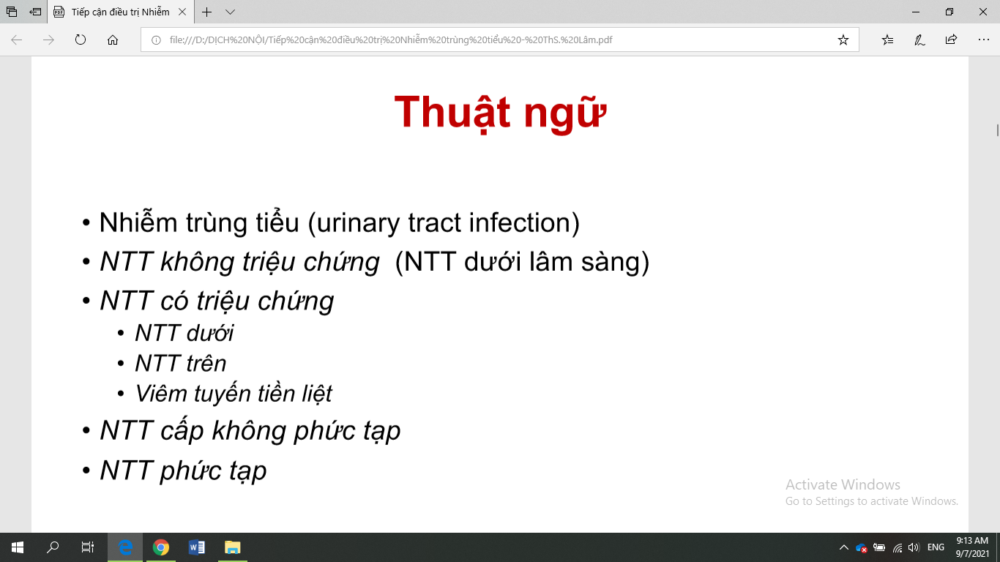 Tiếp cận điều trị Nhiễm
file:///D:/DỊCH%20NỘI/Tiếp%20cận%20điều%20trị%20Nhiễm%20trùng%20tiểu%20-%20ThS.%20Lâm.pdf
Thuật ngữ
• Nhiễm trùng tiểu (urinary tract infection)
• NTT không triệu chứng (NTT dưới lâm sàng)
• NTT có triệu chứng
• NTT dưới
• NTT trên
• Viêm tuyến tiền liệt
• NTT cấp không phức tạp
• NTT phức tạp
Activate Windows
Go to Settings to activate Windows.
ENG
9:13 AM
9/7/2021